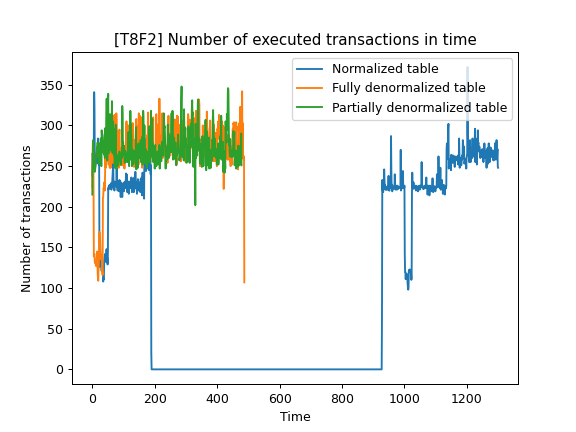 [T8F2] Number of executed transactions in time
Normalized table
Fully denormalized table
Partially denormalized table
Number of transactions
350
300
250
200
150
100
50
0
0 200 400 600 800 1000 1200
Time